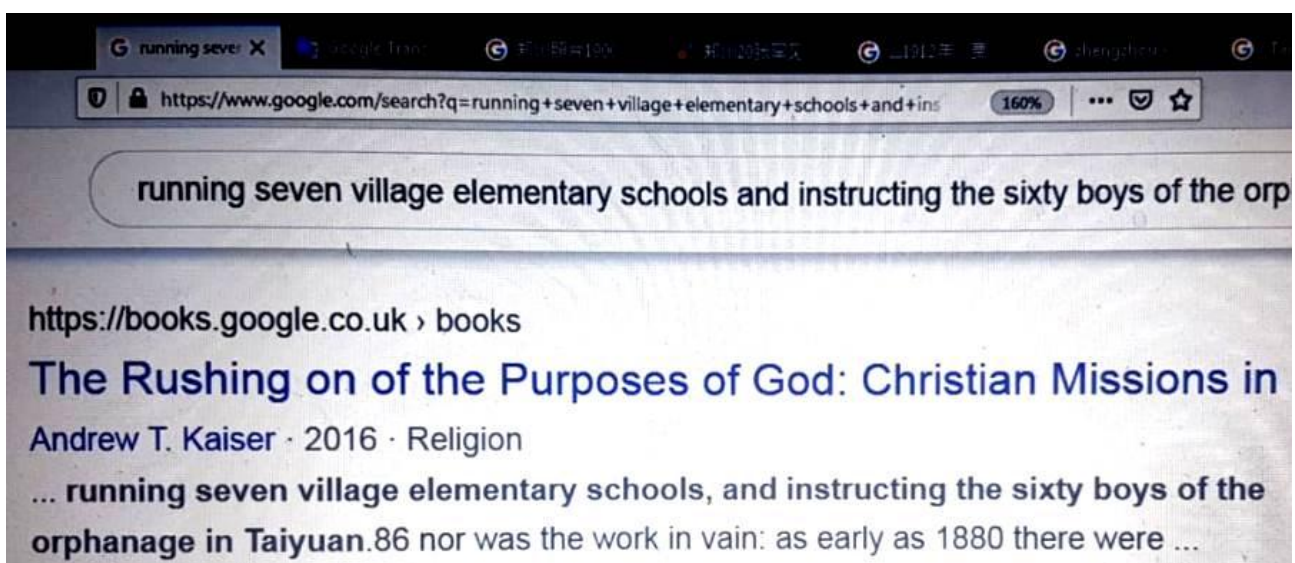 running seve
https://www.google.com/search?q=running+seven+village+elementary+schools+and+ins
160%
running seven village elementary schools and instructing the sixty boys of the orp
https://books.google.co.uk › books
The Rushing on of the Purposes of God: Christian Missions in
Andrew T. Kaiser · 2016 · Religion
... running seven village elementary schools, and instructing the sixty boys of the
orphanage in Taiyuan.86 nor was the work in vain: as early as 1880 there were ...